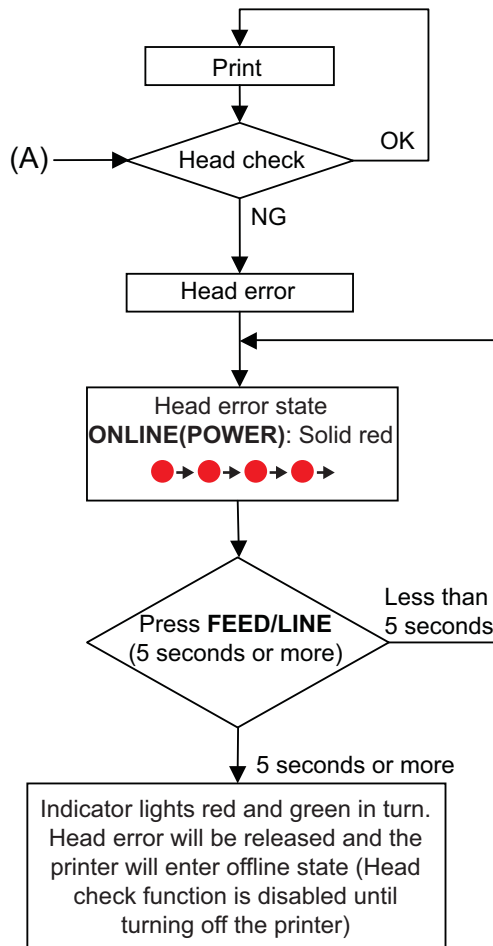 Print
(A)
Head check
OK
NG
Head error
Head error state
ONLINE(POWER): Solid red
Press FEED/LINE
(5 seconds or more)
Less than
5 seconds
5 seconds or more
Indicator lights red and green in turn.
Head error will be released and the
printer will enter offline state (Head
check function is disabled until
turning off the printer)